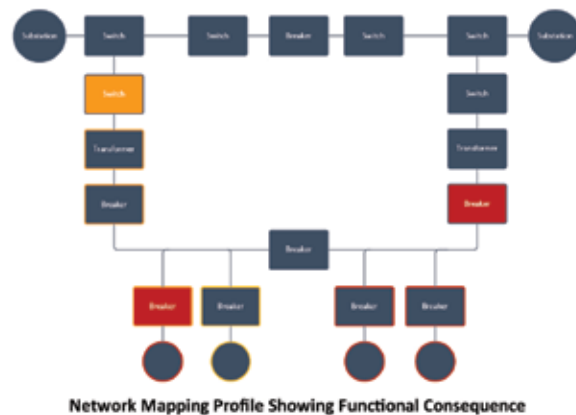 Substation Switch Switch Breaker Switch Switch Substation
Switch Switch
Transformer Transformer
Breaker Breaker
Breaker
Breaker Breaker Breaker Breaker
Network Mapping Profile Showing Functional Consequence